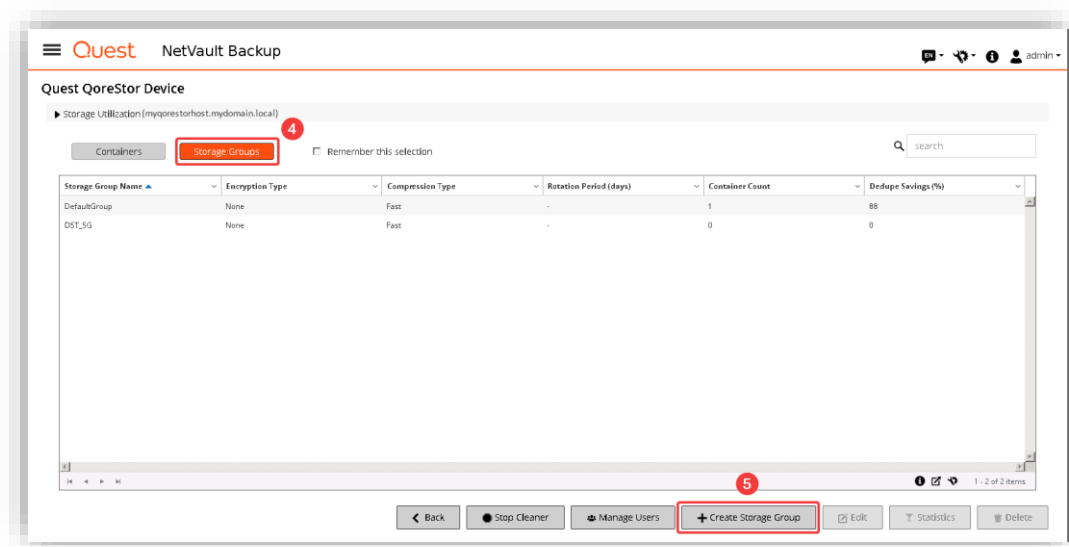 Quest NetVault Backup
EN admin
Quest QoreStor Device
Storage Utilization (myqorestorhost.mydomain.local)
4
Containers Storage Groups Remember this selection search
Storage Group Name Encryption Type Compression Type Rotation Period (days) Container Count Dedupe Savings (%)
DefaultGroup None Fast - 1 88
DST_SG None Fast - 0 0
1 - 2 of 2 items
5
Back Stop Cleaner Manage Users Create Storage Group Edit Statistics Delete